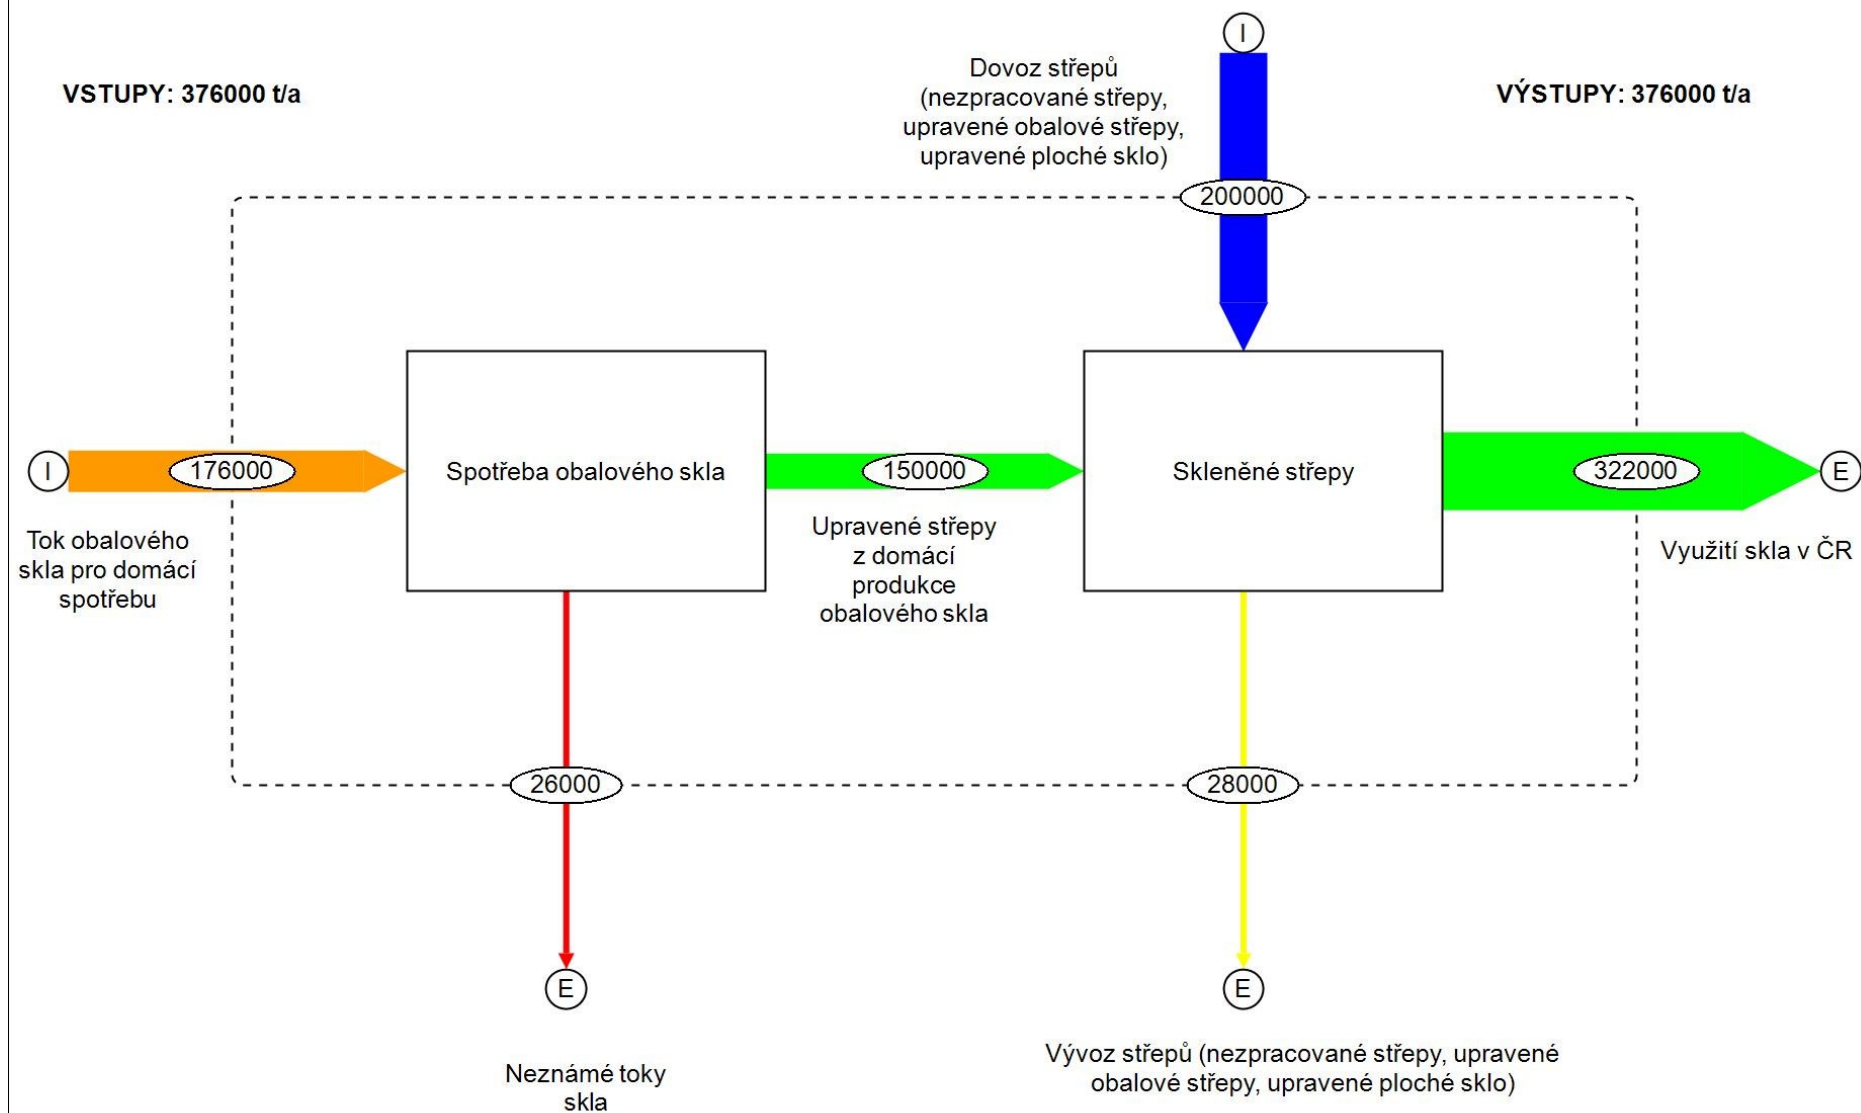 I
VSTUPY: 376000 t/a
Dovoz střepů
(nezpracované střepy,
upravené obalové střepy,
upravené ploché sklo)
VÝSTUPY: 376000 t/a
200000
I
176000
Spotřeba obalového skla
150000
Skleněné střepy
322000
E
Tok obalového
skla pro domácí
spotřebu
Upravené střepy
z domácí
produkce
obalového skla
Využití skla v ČR
26000
28000
E
E
Neznámé toky
skla
Vývoz střepů (nezpracované střepy, upravené
obalové střepy, upravené ploché sklo)